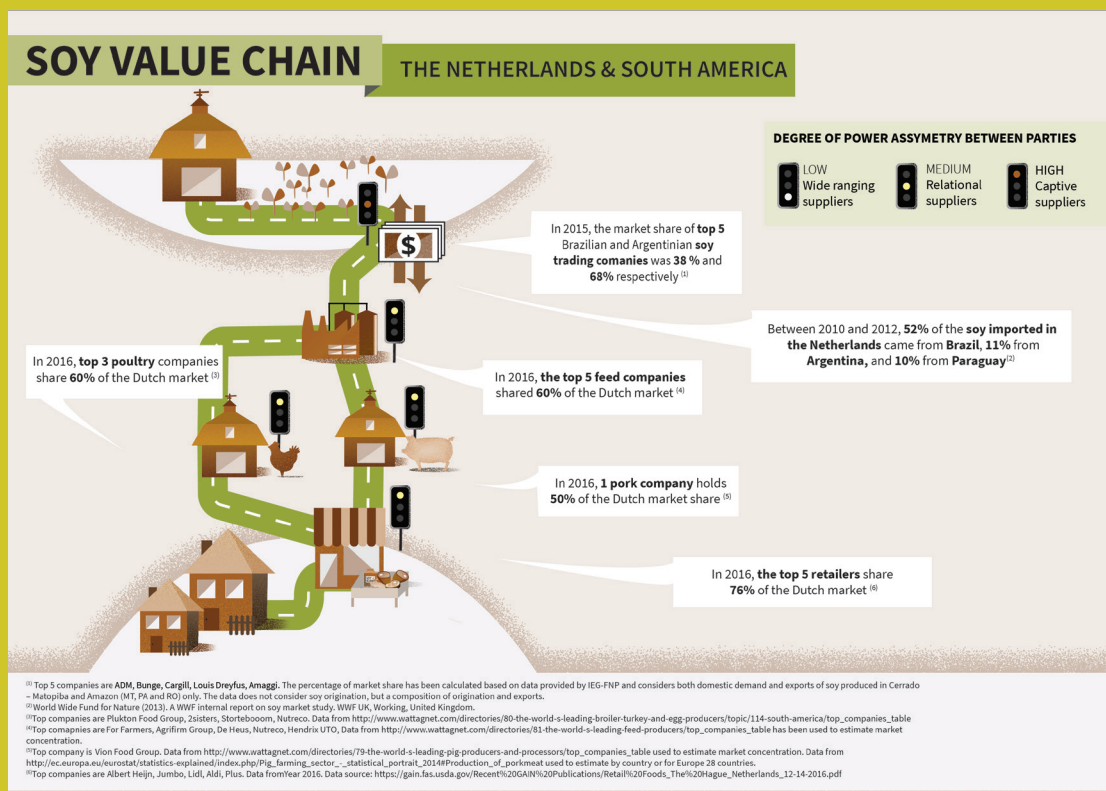 SOY VALUE CHAIN
THE NETHERLANDS & SOUTH AMERICA
DEGREE OF POWER ASSYMETRY BETWEEN PARTIES
LOW
Wide ranging
suppliers
MEDIUM
Relational
suppliers
HIGH
Captive
suppliers
$
In 2015, the market share of top 5
Brazilian and Argentinian soy
trading comanies was 38 % and
68% respectively (1)
Between 2010 and 2012, 52% of the soy imported in
the Netherlands came from Brazil, 11% from
Argentina, and 10% from Paraguay(2)
In 2016, top 3 poultry companies
share 60% of the Dutch market (3)
In 2016, the top 5 feed companies
shared 60% of the Dutch market (4)
In 2016, 1 pork company holds
50% of the Dutch market share (5)
In 2016, the top 5 retailers share
76% of the Dutch market (6)
(1) Top 5 companies are ADM, Bunge, Cargill, Louis Dreyfus, Amaggi. The percentage of market share has been calculated based on data provided by IEG-FNP and considers both domestic demand and exports of soy produced in Cerrado
– Matopiba and Amazon (MT, PA and RO) only. The data does not consider soy origination, but a composition of origination and exports.
(2) World Wide Fund for Nature (2013). A WWF internal report on soy market study. WWF UK, Working, United Kingdom.
(3)Top companies are Plukton Food Group, 2sisters, Stortebooom, Nutreco. Data from http://www.wattagnet.com/directories/80-the-world-s-leading-broiler-turkey-and-egg-producers/topic/114-south-america/top_companies_table
(4)Top compaines are For Farmers, Agrifirm Group, De Heus, Nutreco, Hendrix UTO, Data from http://www.wattagnet.com/directories/81-the-world-s-leading-feed-producers/top_companies_table has been used to estimate market
concentration.
(5)Top company is Vion Food Group. Data from http://www.wattagnet.com/directories/79-the-world-s-leading-pig-producers-and-processors/top_companies_table used to estimate market concentration. Data from
http://ec.europa.eu/eurostat/statistics-explained/index.php/Pig_farming_sector_-_statistical_portrait_2014#Production_of_porkmeat used to estimate by country or for Europe 28 countries.
(6)Top companies are Albert Heijn, Jumbo, Lidl, Aldi, Plus. Data fromYear 2016. Data source: https://gain.fas.usda.gov/Recent%20GAIN%20Publications/Retail%20Foods_The%20Hague_Netherlands_12-14-2016.pdf